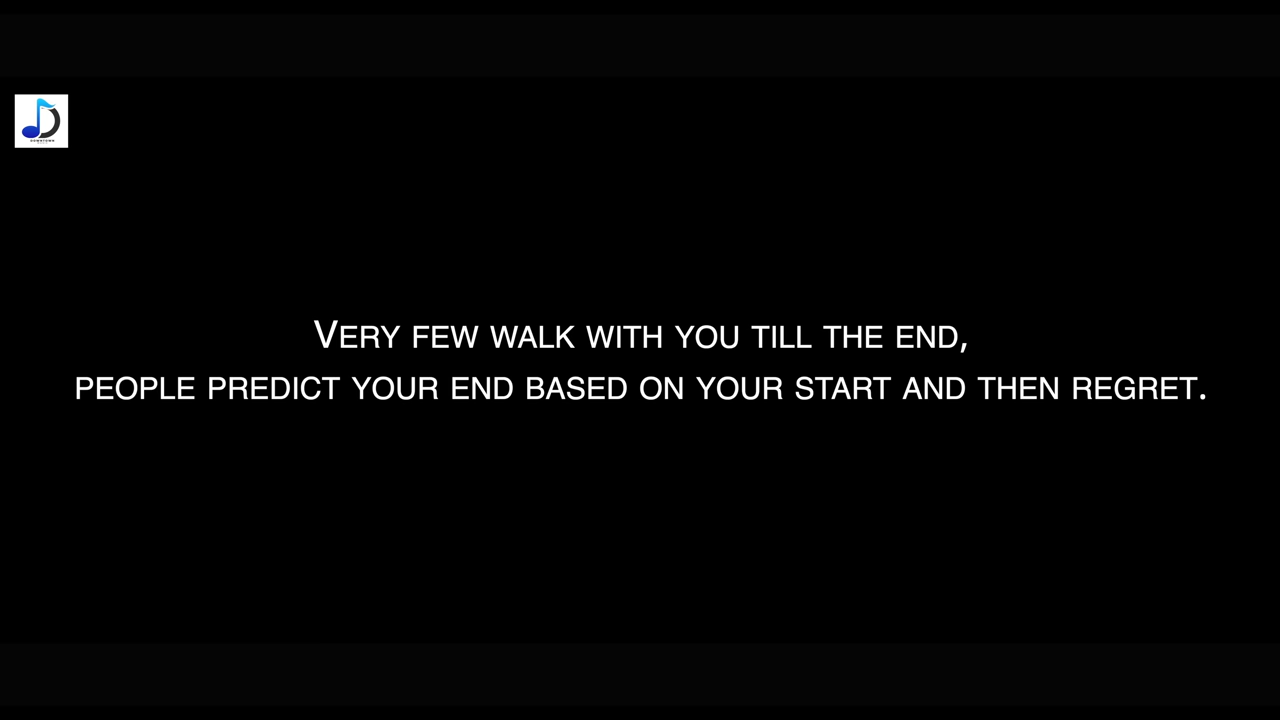 DOWNTOWN
VERY FEW WALK WITH YOU TILL THE END,
PEOPLE PREDICT YOUR END BASED ON YOUR START AND THEN REGRET.